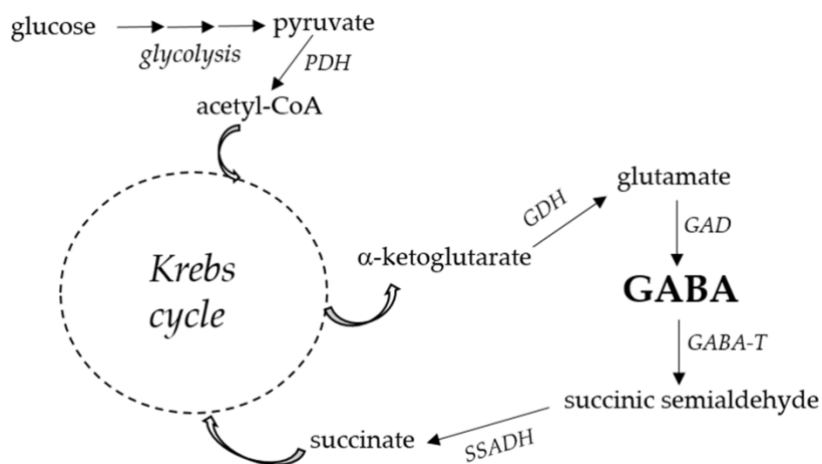 glucose
pyruvate
glycolysis
PDH
acetyl-CoA
glutamate
GDH
GAD
α-ketoglutarate
Krebs
cycle
GABA
GABA-T
succinic semialdehyde
succinate
SSADH